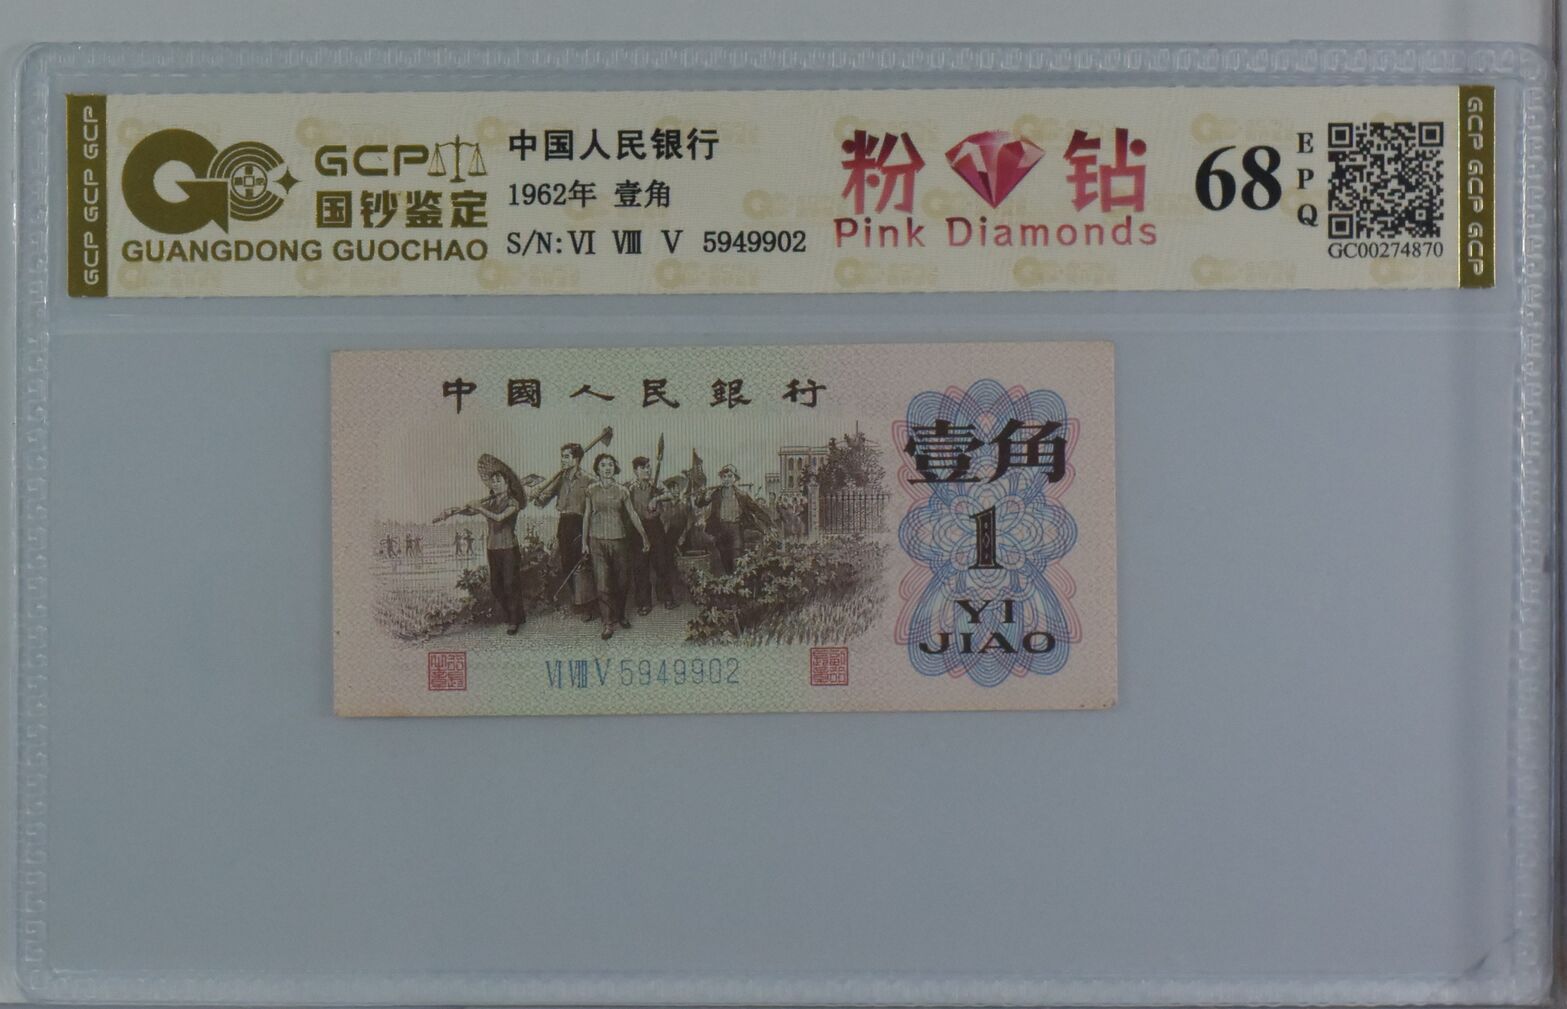 GCP GCP GCP
GCP
国钞鉴定
GUANGDONG GUOCHAO
中国人民银行
1962年 壹角
S/N: Ⅵ Ⅷ Ⅴ 5949902
粉 钻
Pink Diamonds
68
EPQ
GC00274870
GCP GCP GCP
中國人民銀行
壹角
1
YI
JIAO
Ⅵ Ⅷ Ⅴ 5949902